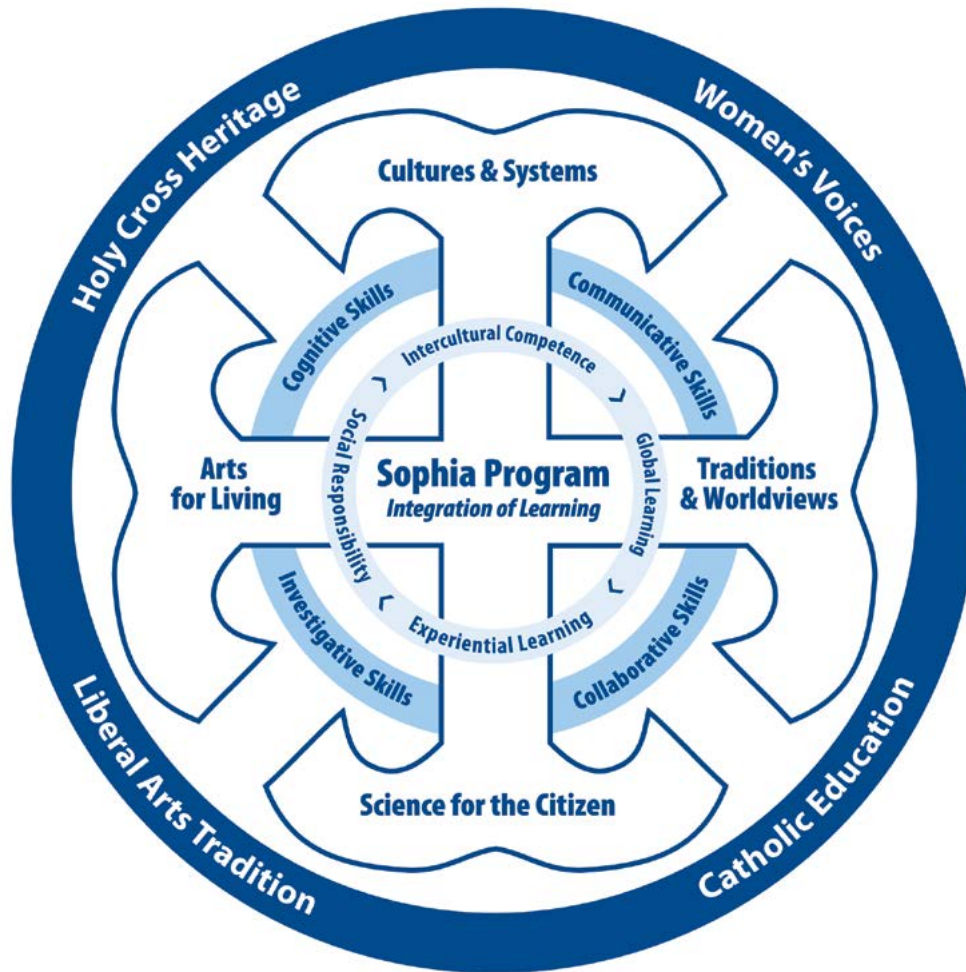 Holy Cross Heritage
Women's Voices
Cultures & Systems
Cognitive Skills
Communicative Skills
Intercultural Competence
Social Responsibility
Global Learning
Arts
for Living
Sophia Program
Integration of Learning
Traditions
& Worldviews
Experiential Learning
Investigative Skills
Collaborative Skills
Science for the Citizen
Liberal Arts Tradition
Catholic Education